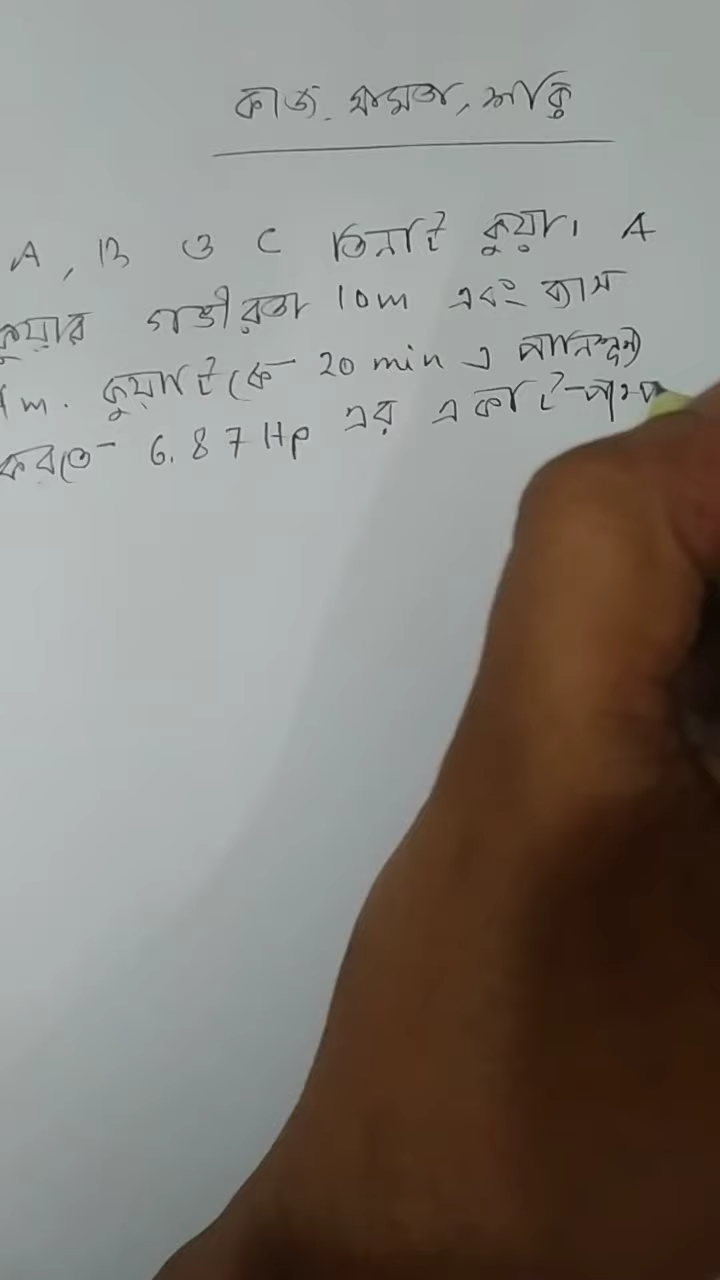 কাজ, ক্ষমতা, শক্তি
A, B ও C তিনটি কুয়া। A
কুয়ার গভীরতা 10m এবং ব্যাস
4m. কুয়াটিকে 20 min এ পানিশূন্য
করতে 6.87 Hp এর একটি পাম্প